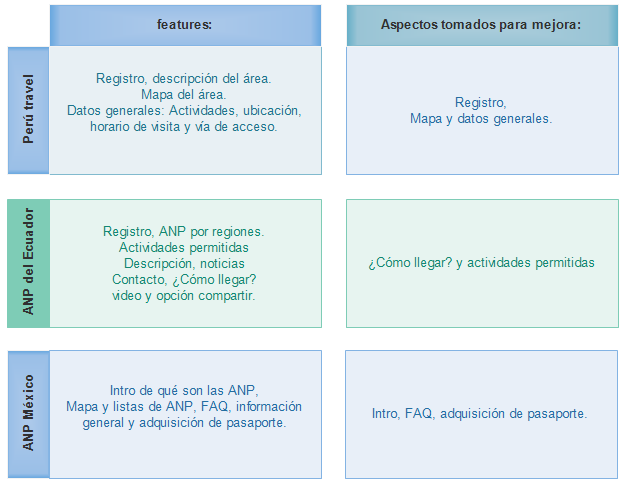 features:
Aspectos tomados para mejora:
Perú travel
Registro, descripción del área.
Mapa del área.
Datos generales: Actividades, ubicación,
horario de visita y vía de acceso.
Registro,
Mapa y datos generales.
ANP del Ecuador
Registro, ANP por regiones.
Actividades permitidas
Descripción, noticias
Contacto, ¿Cómo llegar?
video y opción compartir.
¿Cómo llegar? y actividades permitidas
ANP México
Intro de qué son las ANP,
Mapa y listas de ANP, FAQ, información
general y adquisición de pasaporte.
Intro, FAQ, adquisición de pasaporte.